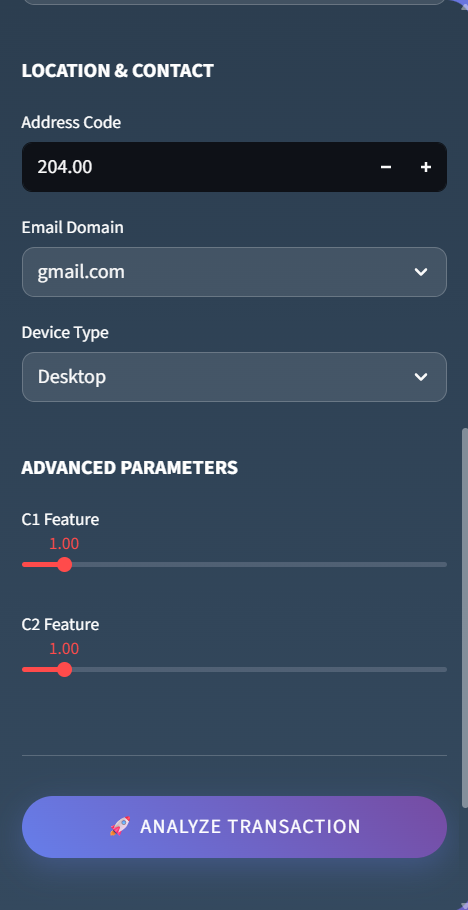 LOCATION & CONTACT
Address Code
204.00
Email Domain
gmail.com
Device Type
Desktop
ADVANCED PARAMETERS
C1 Feature
1.00
C2 Feature
1.00
🚀 ANALYZE TRANSACTION